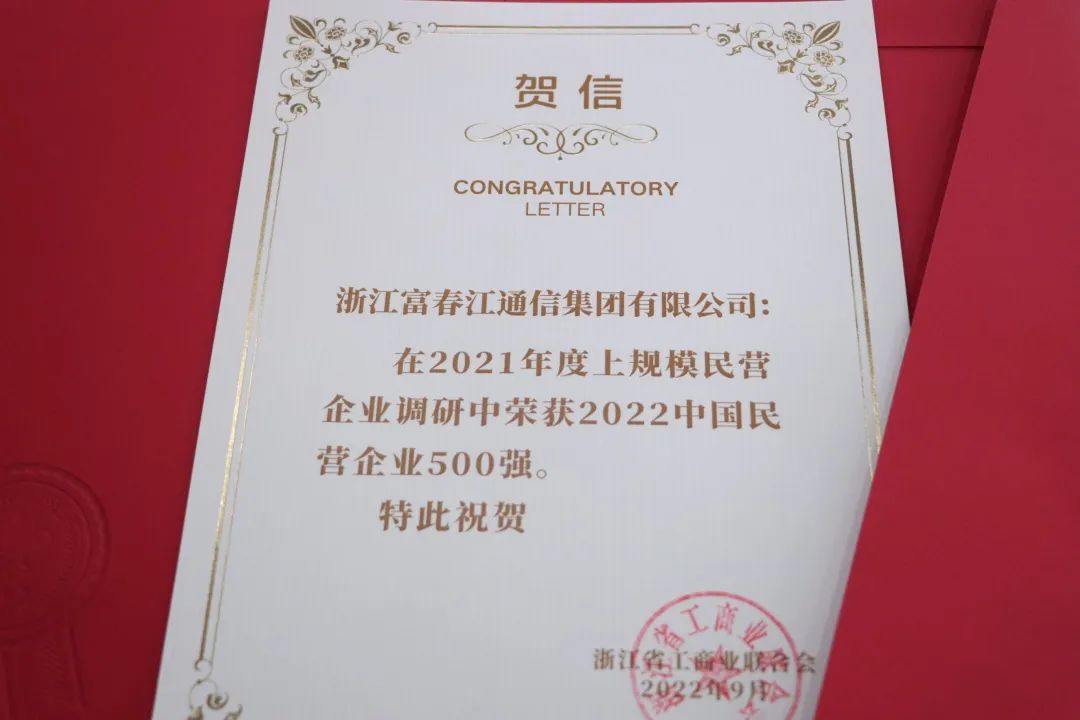 贺信
CONGRATULATORY
LETTER
浙江富春江通信集团有限公司：
在2021年度上规模民营
企业调研中荣获2022中国民
营企业500强。
特此祝贺
浙江省工商业联合会
2022年9月